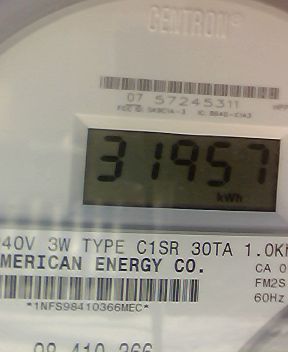 CENTRON®
07 57245311
31957
kWh
40V 3W TYPE C1SR 30TA 1.0K
MERICAN ENERGY CO.
CA 0
FM2S
60Hz
*1NFS98410366MEC*
98 410 366